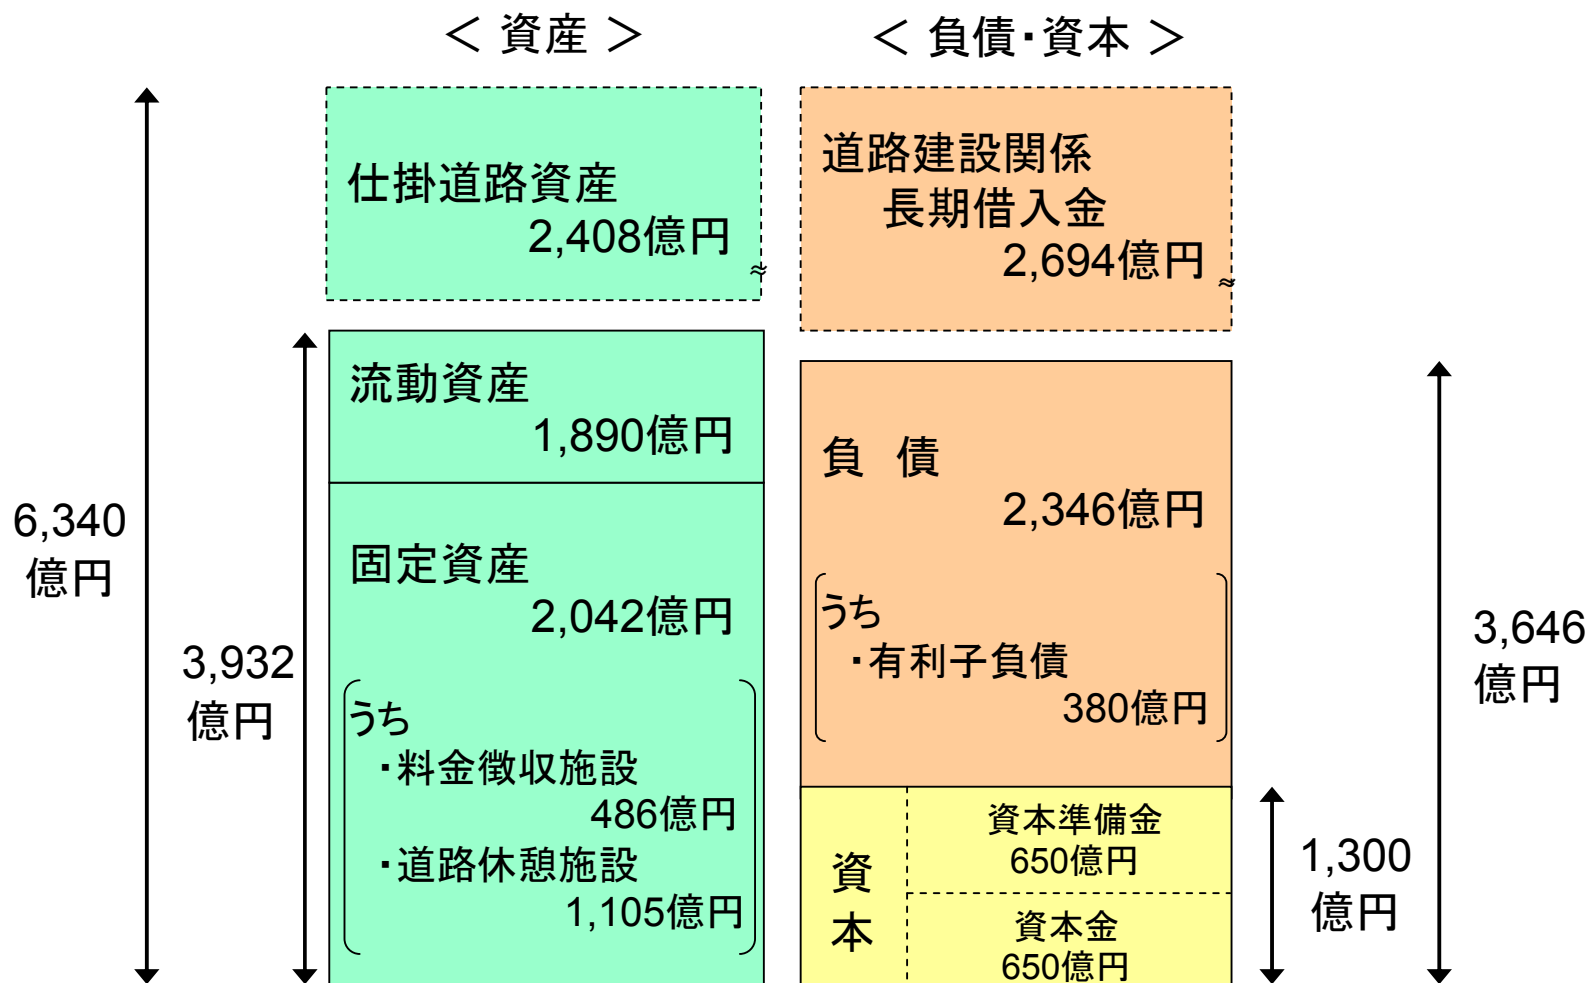 ＜ 資産 ＞
＜ 負債・資本 ＞
6,340
億円
3,932
億円
仕掛道路資産
2,408億円
≈
流動資産
1,890億円
固定資産
2,042億円
うち
・料金徴収施設
486億円
・道路休憩施設
1,105億円
道路建設関係
長期借入金
2,694億円
≈
負 債
2,346億円
うち
・有利子負債
380億円
資
本
資本準備金
650億円
資本金
650億円
1,300
億円
3,646
億円